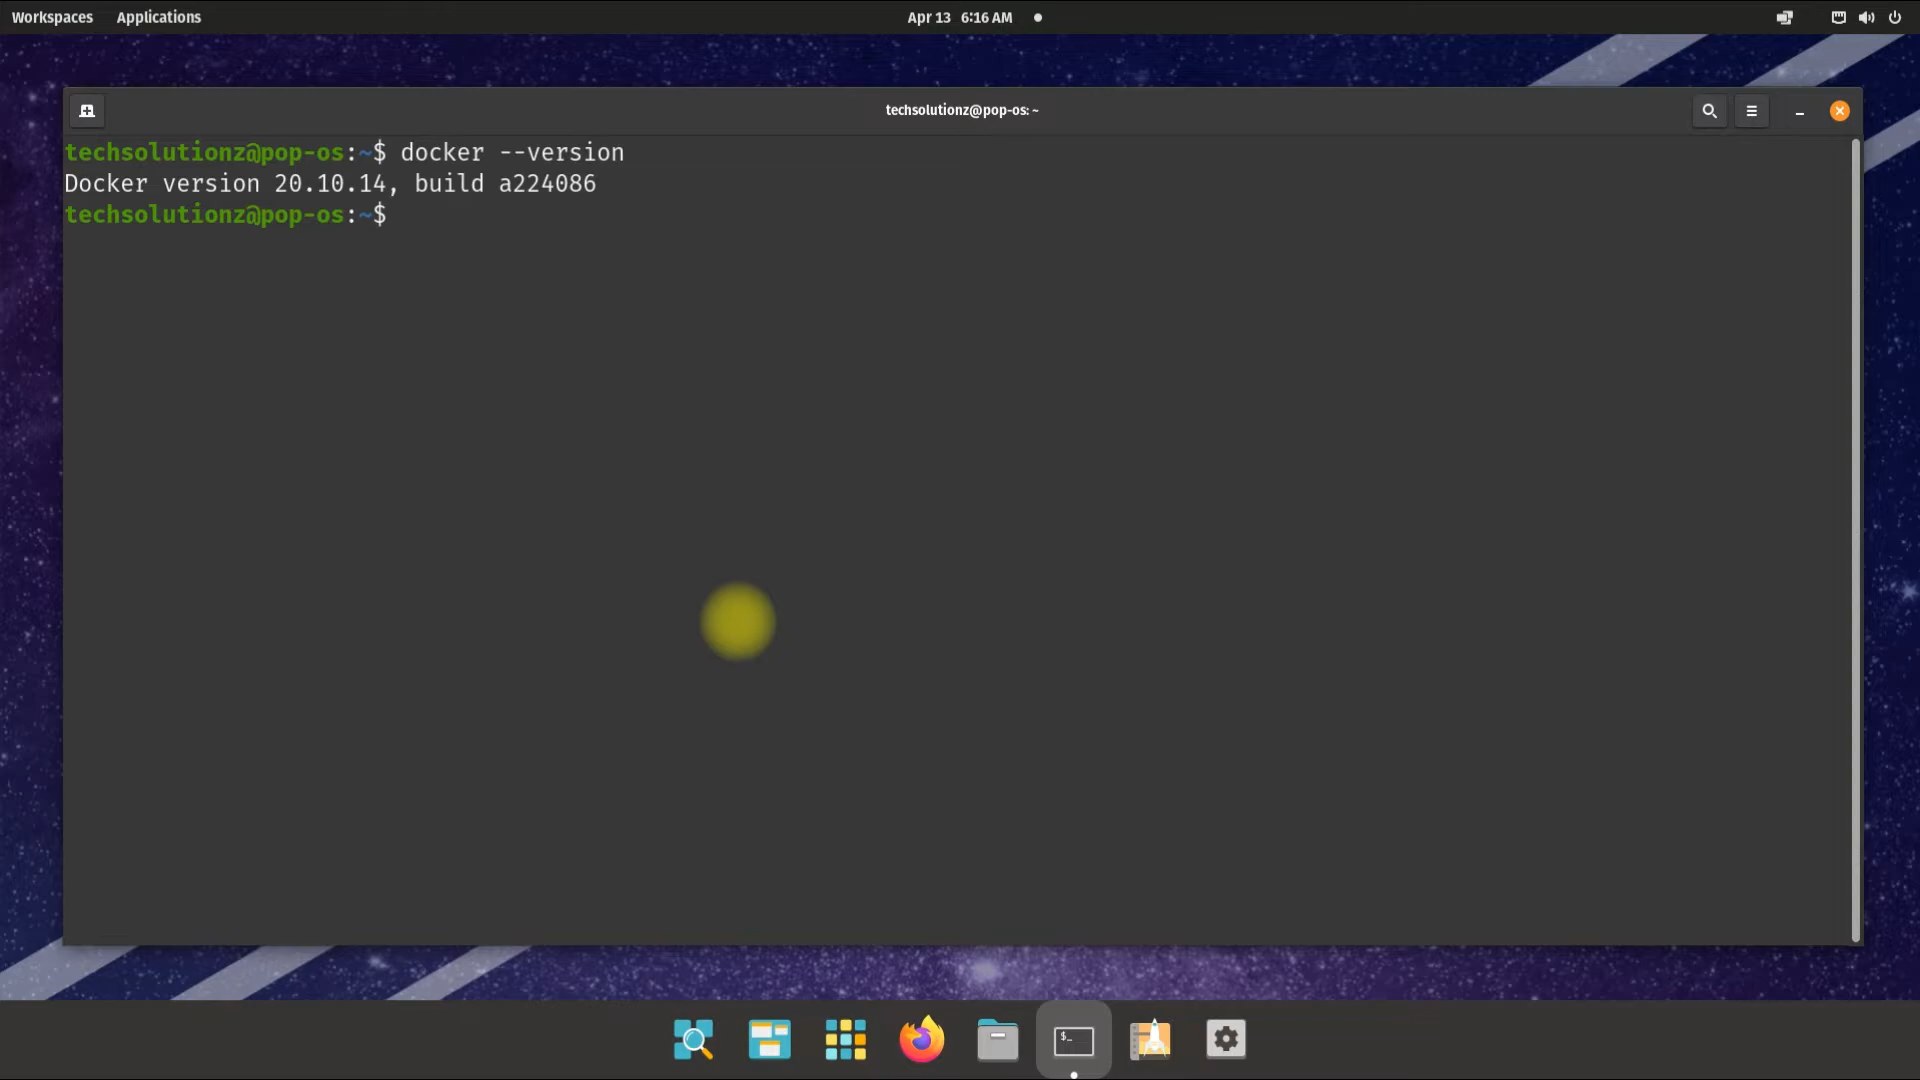 Workspaces Applications Apr 13 6:16 AM
techsolutionz@pop-os: ~
techsolutionz@pop-os:~$ docker --version
Docker version 20.10.14, build a224086
techsolutionz@pop-os:~$
$_